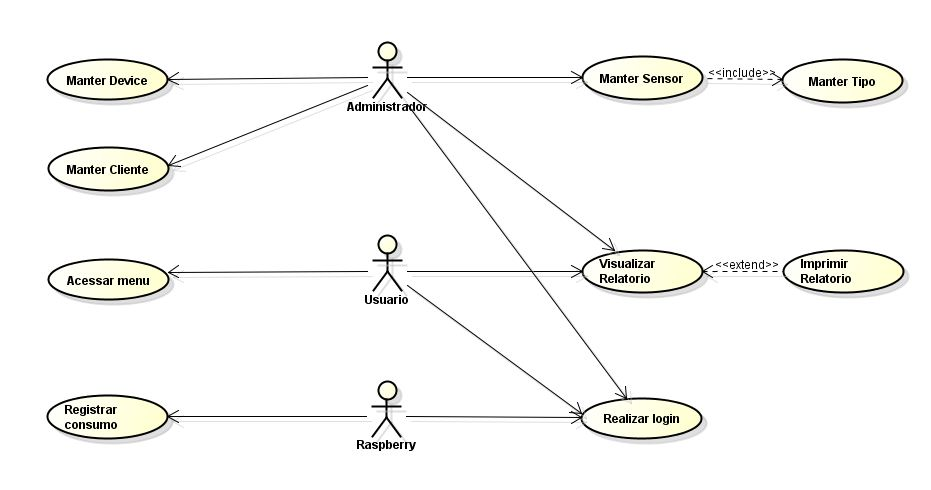 Manter Device
Administrador
Manter Sensor
<<include>>
Manter Tipo
Manter Cliente
Acessar menu
Usuario
Visualizar
Relatorio
<<extend>>
Imprimir
Relatorio
Registrar
consumo
Raspberry
Realizar login